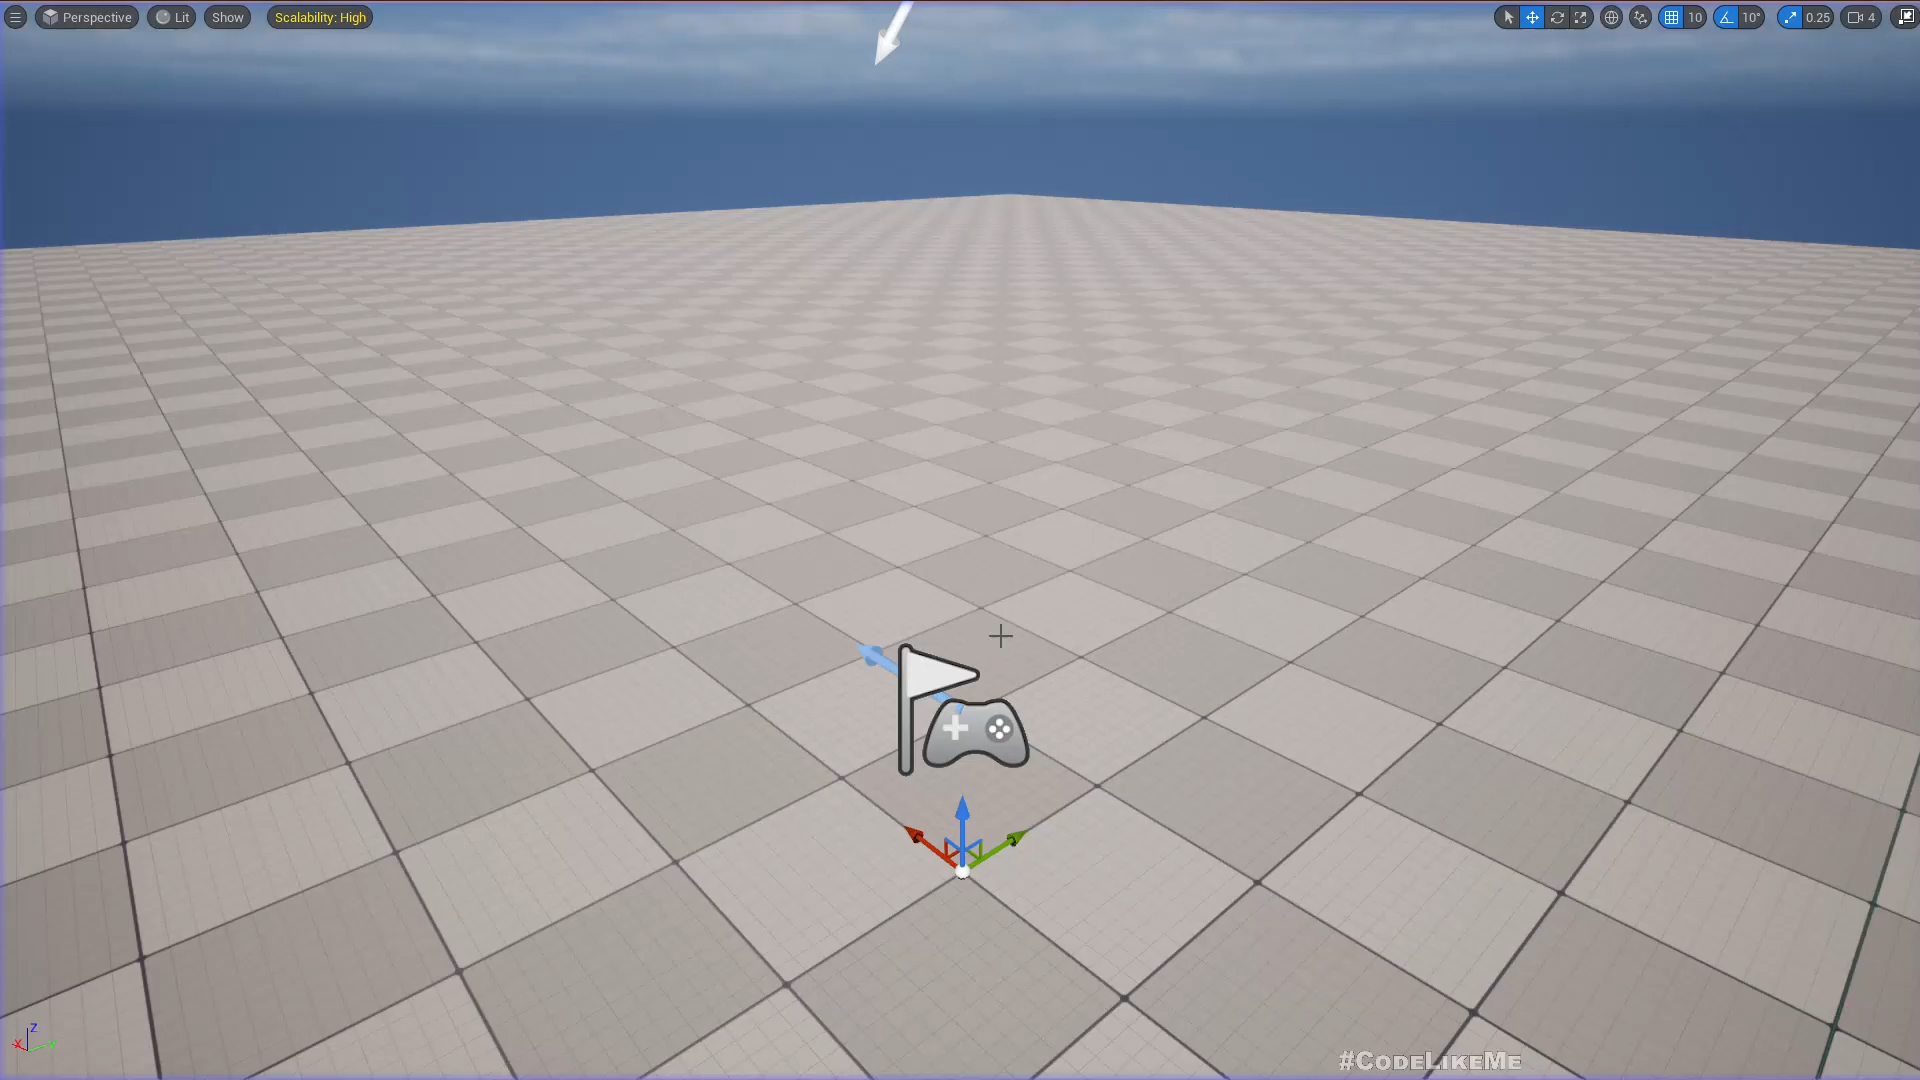 Perspective
Lit
Show
Scalability: High
10
10°
0.25
4
Z
X
Y
#CodeLikeMe